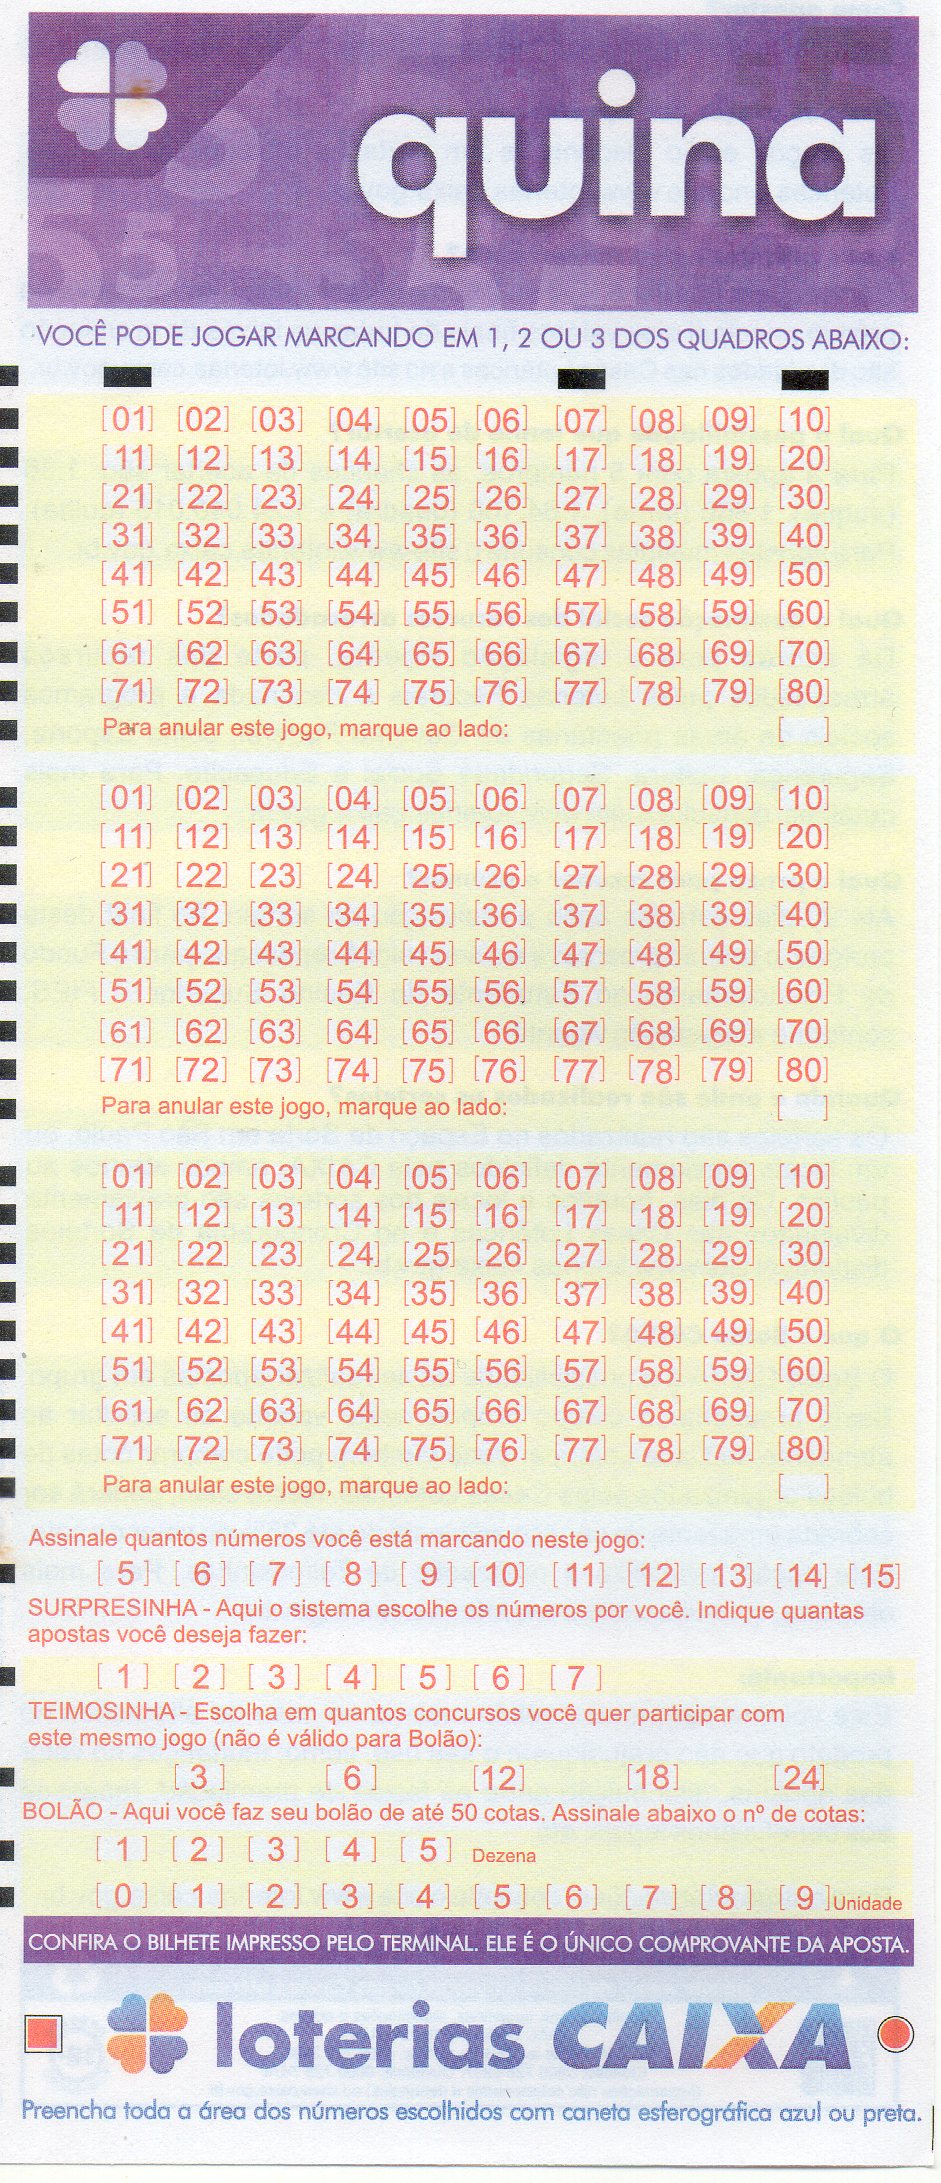 quina
VOCÊ PODE JOGAR MARCANDO EM 1, 2 OU 3 DOS QUADROS ABAIXO:
[01] [02] [03] [04] [05] [06] [07] [08] [09] [10]
[11] [12] [13] [14] [15] [16] [17] [18] [19] [20]
[21] [22] [23] [24] [25] [26] [27] [28] [29] [30]
[31] [32] [33] [34] [35] [36] [37] [38] [39] [40]
[41] [42] [43] [44] [45] [46] [47] [48] [49] [50]
[51] [52] [53] [54] [55] [56] [57] [58] [59] [60]
[61] [62] [63] [64] [65] [66] [67] [68] [69] [70]
[71] [72] [73] [74] [75] [76] [77] [78] [79] [80]
Para anular este jogo, marque ao lado: [ ]
[01] [02] [03] [04] [05] [06] [07] [08] [09] [10]
[11] [12] [13] [14] [15] [16] [17] [18] [19] [20]
[21] [22] [23] [24] [25] [26] [27] [28] [29] [30]
[31] [32] [33] [34] [35] [36] [37] [38] [39] [40]
[41] [42] [43] [44] [45] [46] [47] [48] [49] [50]
[51] [52] [53] [54] [55] [56] [57] [58] [59] [60]
[61] [62] [63] [64] [65] [66] [67] [68] [69] [70]
[71] [72] [73] [74] [75] [76] [77] [78] [79] [80]
Para anular este jogo, marque ao lado: [ ]
[01] [02] [03] [04] [05] [06] [07] [08] [09] [10]
[11] [12] [13] [14] [15] [16] [17] [18] [19] [20]
[21] [22] [23] [24] [25] [26] [27] [28] [29] [30]
[31] [32] [33] [34] [35] [36] [37] [38] [39] [40]
[41] [42] [43] [44] [45] [46] [47] [48] [49] [50]
[51] [52] [53] [54] [55] [56] [57] [58] [59] [60]
[61] [62] [63] [64] [65] [66] [67] [68] [69] [70]
[71] [72] [73] [74] [75] [76] [77] [78] [79] [80]
Para anular este jogo, marque ao lado: [ ]
Assinale quantos números você está marcando neste jogo:
[ 5 ] [ 6 ] [ 7 ] [ 8 ] [ 9 ] [10] [11] [12] [13] [14] [15]
SURPRESINHA - Aqui o sistema escolhe os números por você. Indique quantas
apostas você deseja fazer:
[ 1 ] [ 2 ] [ 3 ] [ 4 ] [ 5 ] [ 6 ] [ 7 ]
TEIMOSINHA - Escolha em quantos concursos você quer participar com
este mesmo jogo (não é válido para Bolão):
[ 3 ] [ 6 ] [12] [18] [24]
BOLÃO - Aqui você faz seu bolão de até 50 cotas. Assinale abaixo o nº de cotas:
[ 1 ] [ 2 ] [ 3 ] [ 4 ] [ 5 ] Dezena
[ 0 ] [ 1 ] [ 2 ] [ 3 ] [ 4 ] [ 5 ] [ 6 ] [ 7 ] [ 8 ] [ 9 ] Unidade
CONFIRA O BILHETE IMPRESSO PELO TERMINAL. ELE É O ÚNICO COMPROVANTE DA APOSTA.
loterias CAIXA
Preencha toda a área dos números escolhidos com caneta esferográfica azul ou preta.